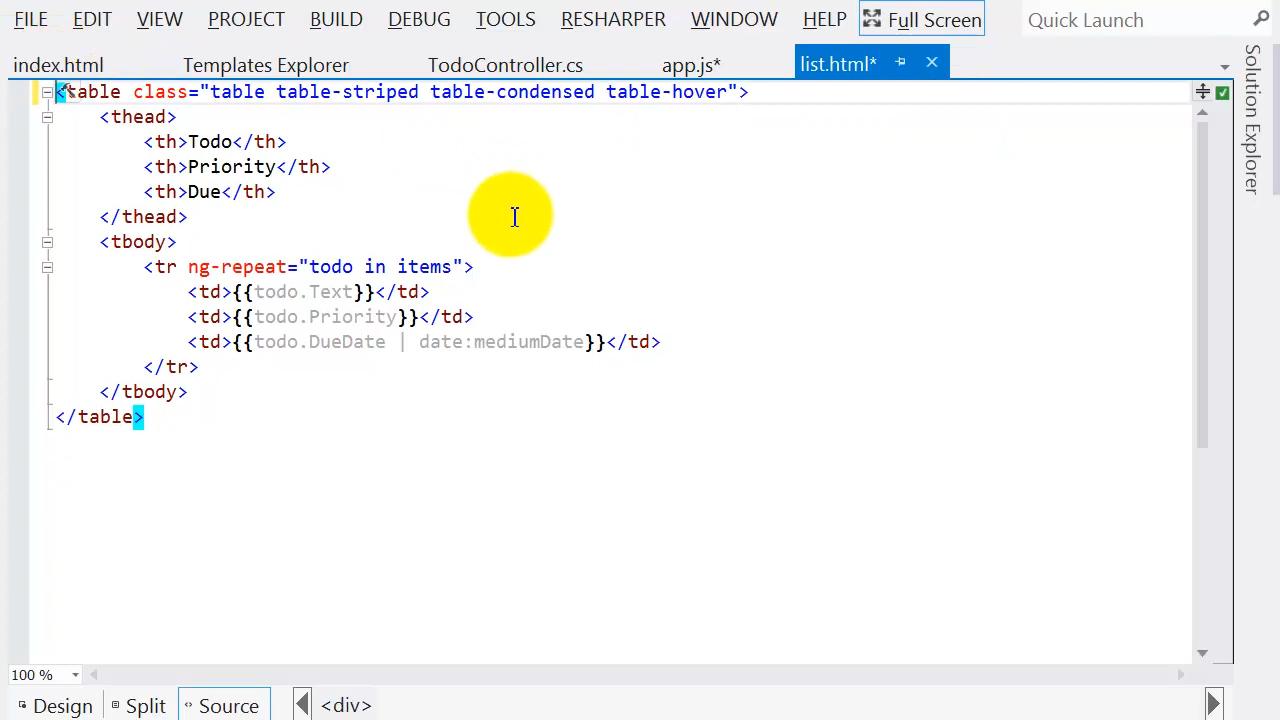 FILE EDIT VIEW PROJECT BUILD DEBUG TOOLS RESHARPER WINDOW HELP Full Screen Quick Launch
index.html Templates Explorer TodoController.cs app.js* list.html*
<table class="table table-striped table-condensed table-hover">
<thead>
<th>Todo</th>
<th>Priority</th>
<th>Due</th>
</thead>
<tbody>
<tr ng-repeat="todo in items">
<td>{{todo.Text}}</td>
<td>{{todo.Priority}}</td>
<td>{{todo.DueDate | date:mediumDate}}</td>
</tr>
</tbody>
</table>
Solution Explorer
100 %
Design Split Source <div>